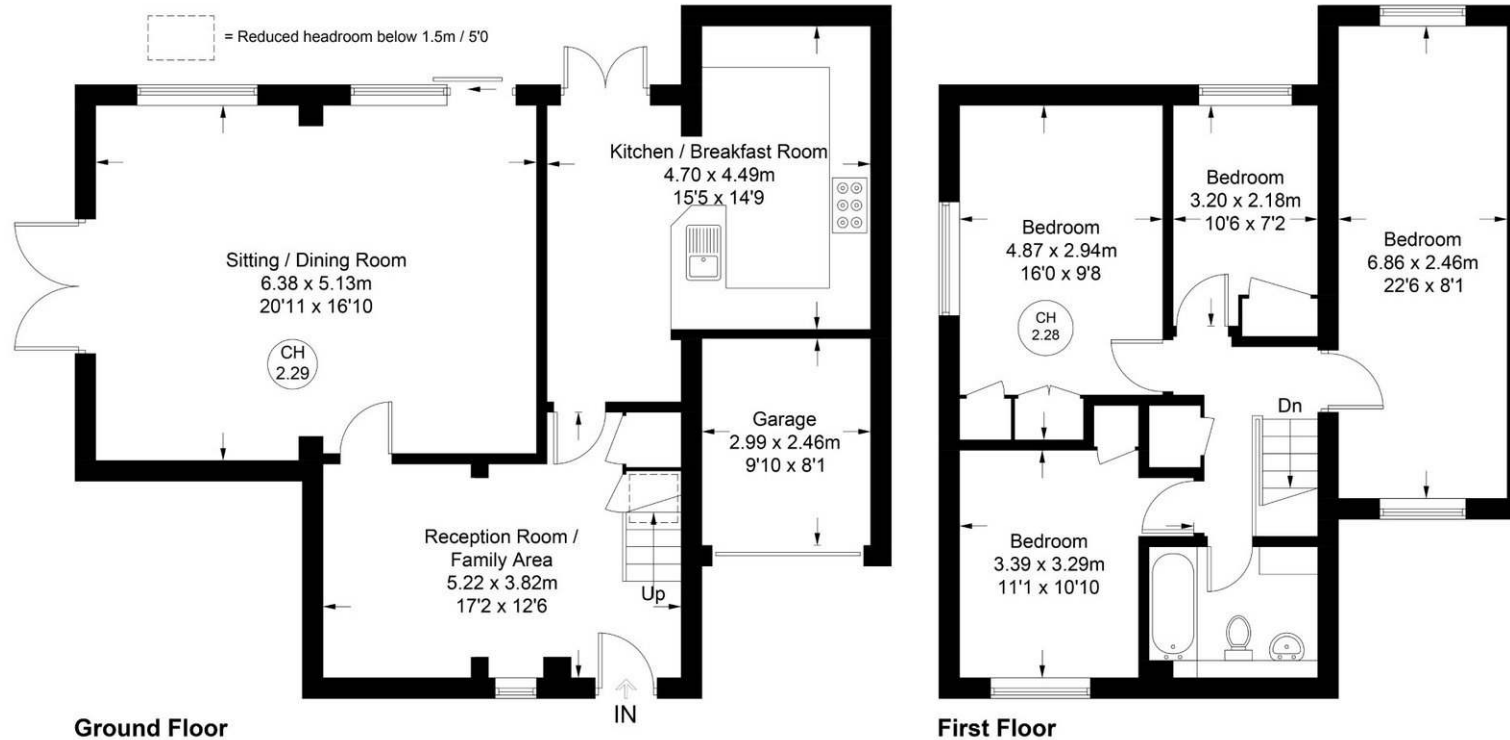 = Reduced headroom below 1.5m / 5'0
Kitchen / Breakfast Room
4.70 x 4.49m
15'5 x 14'9
Sitting / Dining Room
6.38 x 5.13m
20'11 x 16'10
CH
2.29
Garage
2.99 x 2.46m
9'10 x 8'1
Reception Room /
Family Area
5.22 x 3.82m
17'2 x 12'6
Up
IN
Ground Floor
Bedroom
3.20 x 2.18m
10'6 x 7'2
Bedroom
4.87 x 2.94m
16'0 x 9'8
CH
2.28
Bedroom
6.86 x 2.46m
22'6 x 8'1
Dn
Bedroom
3.39 x 3.29m
11'1 x 10'10
First Floor